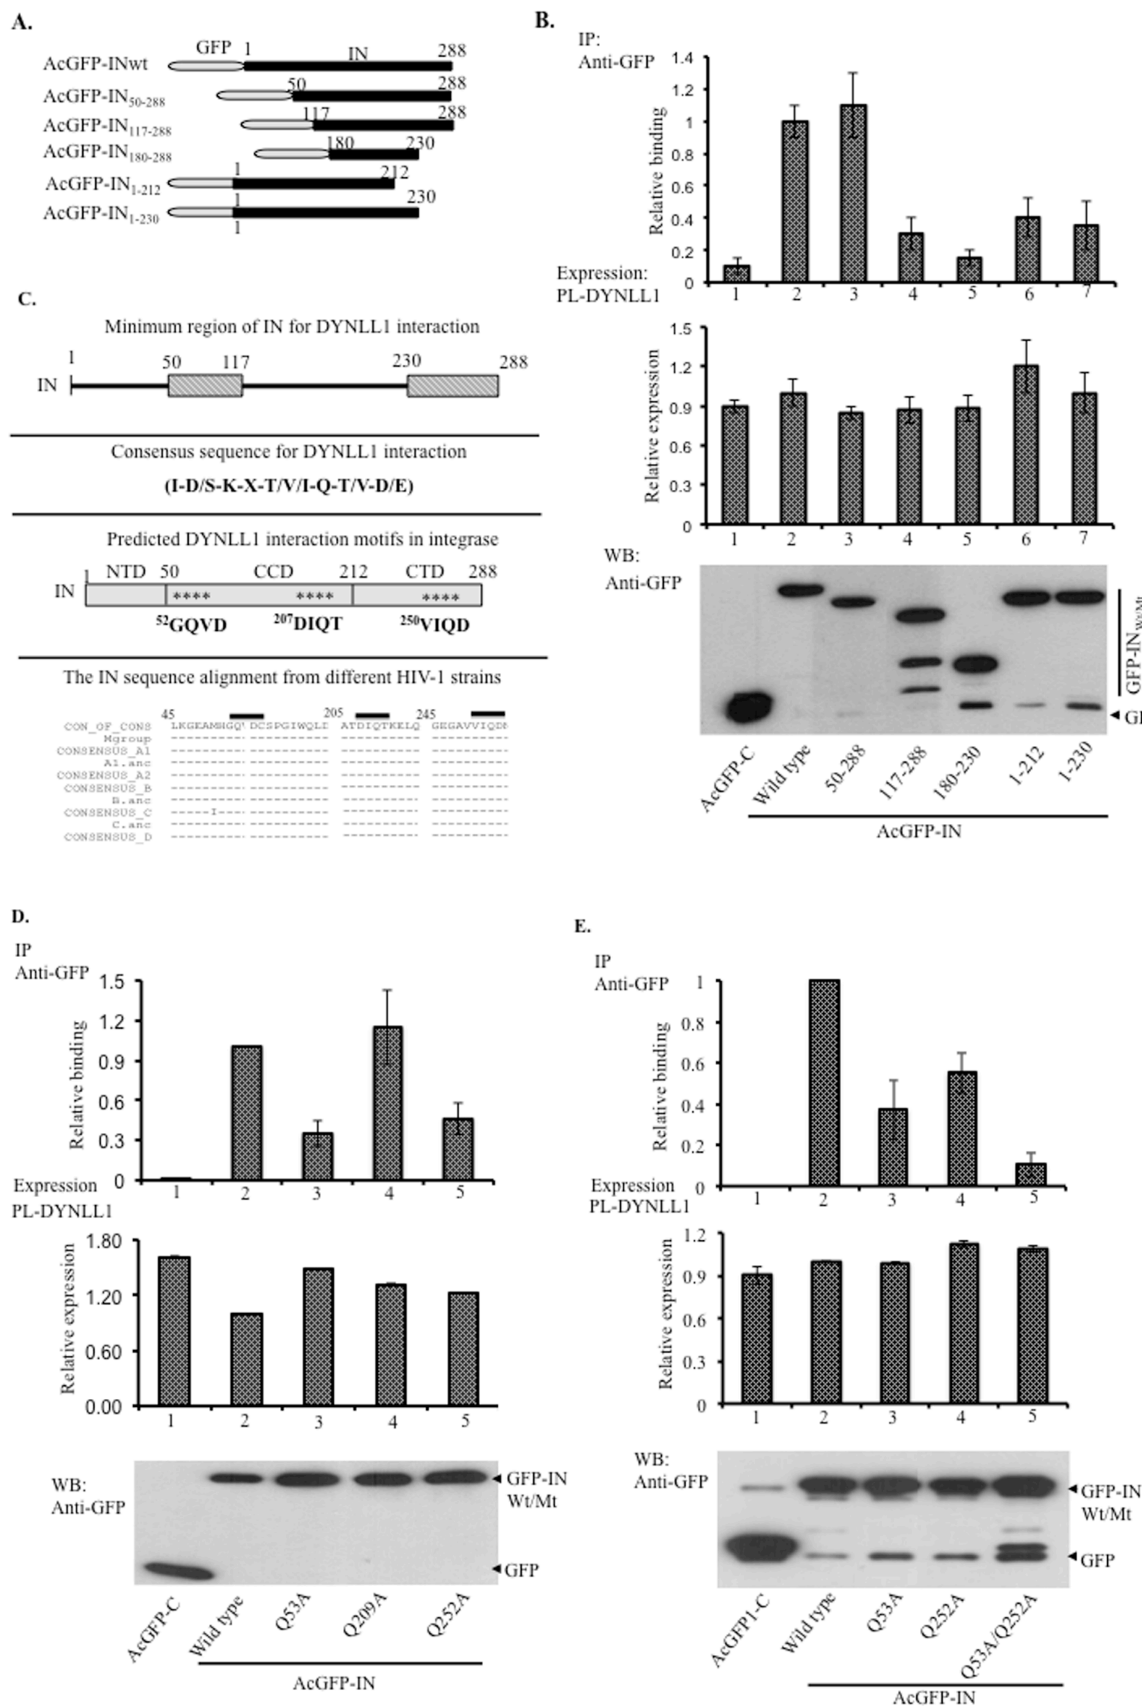 A.
GFP 1 IN 288
AcGFP-INwt
50 288
AcGFP-IN50-288
117 288
AcGFP-IN117-288
180 230
AcGFP-IN180-288
1 212
AcGFP-IN1-212
1 230
AcGFP-IN1-230
1
B.
IP:
Anti-GFP
1.4
1.2
1
0.8
0.6
0.4
0.2
0
Relative binding
1 2 3 4 5 6 7
Expression:
PL-DYNLL1
1.5
1.2
0.9
0.6
0.3
0
Relative expression
1 2 3 4 5 6 7
WB:
Anti-GFP
GFP-INWt/Mt
AcGFP-C
Wild type
50-288
117-288
180-230
1-212
1-230
AcGFP-IN
C.
Minimum region of IN for DYNLL1 interaction
1 50 117 230 288
IN
Consensus sequence for DYNLL1 interaction
(I-D/S-K-X-T/V/I-Q-T/V-D/E)
Predicted DYNLL1 interaction motifs in integrase
1 NTD 50 CCD 212 CTD 288
IN **** **** ****
52GQVD 207DIQT 250VIQD
The IN sequence alignment from different HIV-1 strains
45 205 245
CON_OF_CONS LKGEAMHGQV DCSPGIWQLD ATDIQTKELQ GEGAVVIQD
Mgroup
CONSENSUS_A1
A1.anc
CONSENSUS_A2
CONSENSUS_B
B.anc
CONSENSUS_C I
C.anc
CONSENSUS_D
D.
IP
Anti-GFP
1.5
1.2
0.9
0.6
0.3
0
Relative binding
1 2 3 4 5
Expression
PL-DYNLL1
1.80
1.20
0.60
0.00
Relative expression
1 2 3 4 5
WB:
Anti-GFP
GFP-IN
Wt/Mt
GFP
AcGFP-C
Wild type
Q53A
Q209A
Q252A
AcGFP-IN
E.
IP
Anti-GFP
1
0.8
0.6
0.4
0.2
0
Relative binding
1 2 3 4 5
Expression
PL-DYNLL1
1.2
0.9
0.6
0.3
0
Relative expression
1 2 3 4 5
WB:
Anti-GFP
GFP-IN
Wt/Mt
GFP
AcGFP1-C
Wild type
Q53A
Q252A
Q53A/Q252A
AcGFP-IN